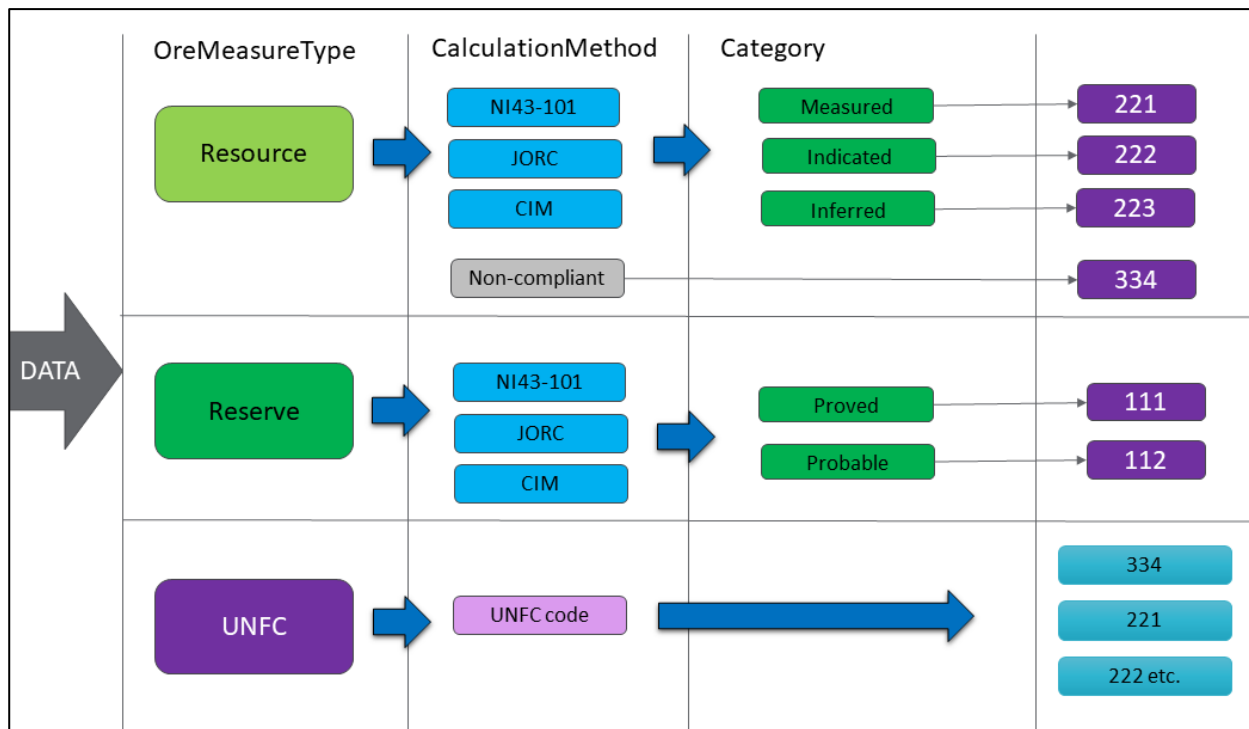 OreMeasureType
CalculationMethod
Category
DATA
Resource
NI43-101
JORC
CIM
Non-compliant
Measured
Indicated
Inferred
221
222
223
334
Reserve
NI43-101
JORC
CIM
Proved
Probable
111
112
UNFC
UNFC code
334
221
222 etc.